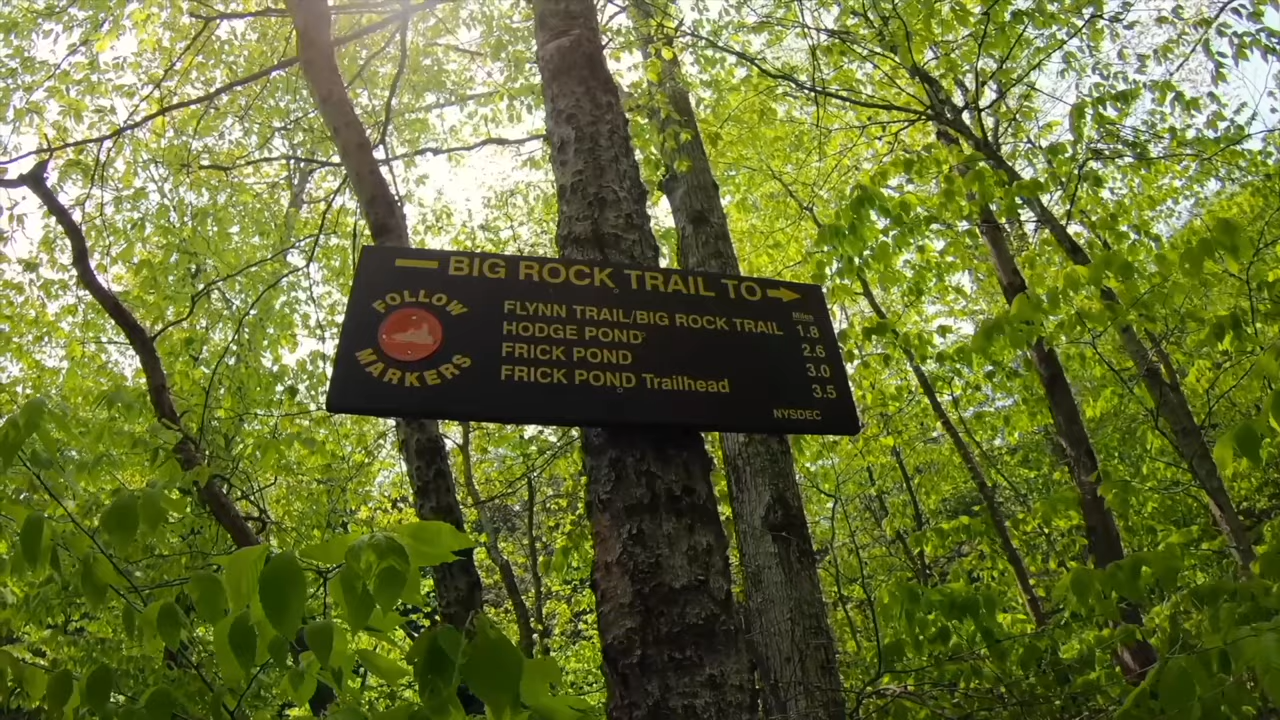 BIG ROCK TRAIL TO
FOLLOW
MARKERS
Miles
FLYNN TRAIL/BIG ROCK TRAIL 1.8
HODGE POND 2.6
FRICK POND 3.0
FRICK POND Trailhead 3.5
NYSDEC